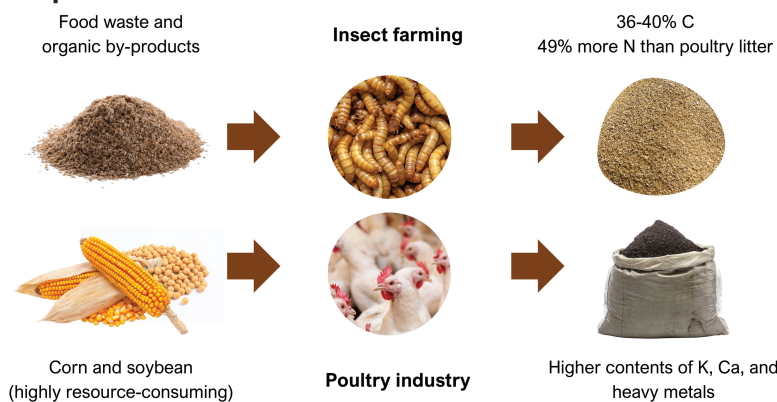 Food waste and
organic by-products
Insect farming
36-40% C
49% more N than poultry litter
Corn and soybean
(highly resource-consuming)
Poultry industry
Higher contents of K, Ca, and
heavy metals